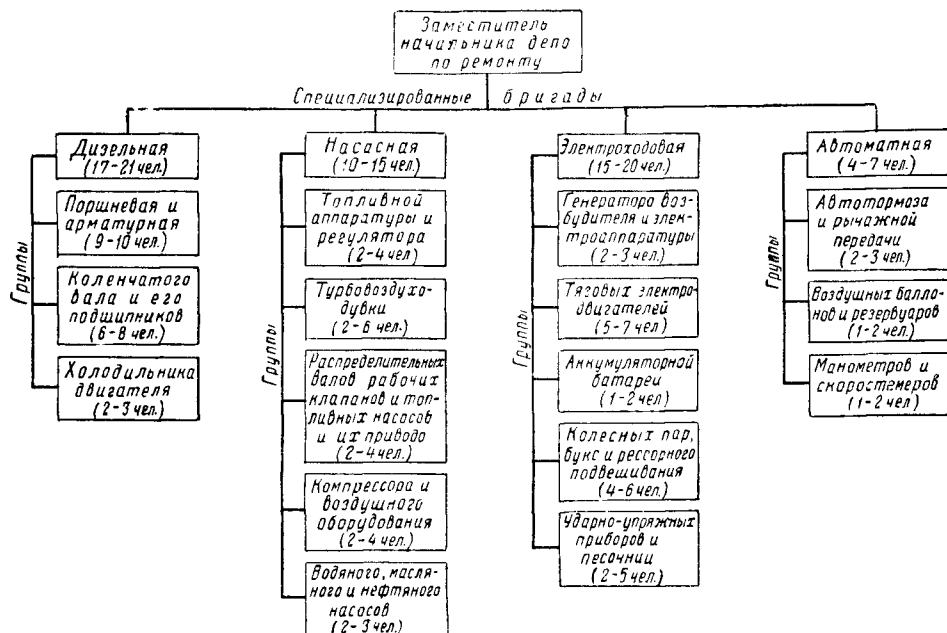 Заместитель
начальника депо
по ремонту
Специализированные бригады
Группы
Дизельная
(17-21 чел.)
Поршневая и
арматурная
(9-10 чел.)
Коленчатого
вала и его
подшипников
(6-8 чел.)
Холодильника
двигателя
(2-3 чел.)
Группы
Насасная
(10-15 чел.)
Топливной
аппаратуры и
регулятора
(2-4 чел)
Турбовоздухо-
дувки
(2-6 чел.)
Распределительных
валов рабочих
клапанов и топ-
ливных насосов
и их приводо
(2-4 чел.)
Компрессора и
воздушного
оборудования
(2-4 чел.)
Водяного, масля-
ного и нефтяного
насосов
(2-3 чел.)
Группы
Электроходовая
(15-20 чел.)
Генератора воз-
будителя и элек-
троаппаратуры
(2-3 чел.)
Тяговых электро-
двигателей
(5-7 чел)
Аккумуляторной
батареи
(1-2 чел)
Колесных пар,
букс и рессорного
подвешивания
(4-6 чел.)
Ударно-упряжных
приборов и
песочниц
(2-5 чел.)
Группы
Автоматная
(4-7 чел.)
Автотормоза
и рычажной
передачи
(2-3 чел.)
Воздушных балло-
нов и резервуаров
(1-2 чел.)
Манометров и
скоростемеров
(1-2 чел)